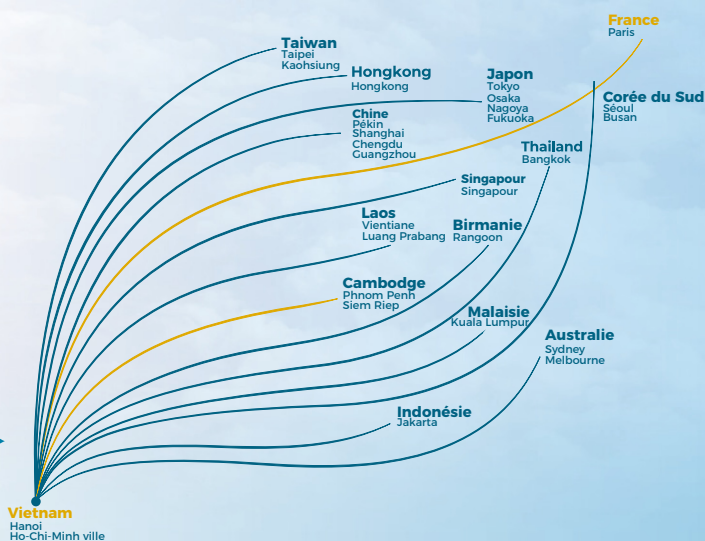 France
Paris
Taiwan
Taipei
Kaohsiung
Hongkong
Hongkong
Japon
Tokyo
Osaka
Nagoya
Fukuoka
Corée du Sud
Séoul
Busan
Chine
Pékin
Shanghai
Chengdu
Guangzhou
Thailand
Bangkok
Singapour
Singapour
Laos
Vientiane
Luang Prabang
Birmanie
Rangoon
Cambodge
Phnom Penh
Siem Riep
Malaisie
Kuala Lumpur
Australie
Sydney
Melbourne
Indonésie
Jakarta
Vietnam
Hanoi
Ho-Chi-Minh ville